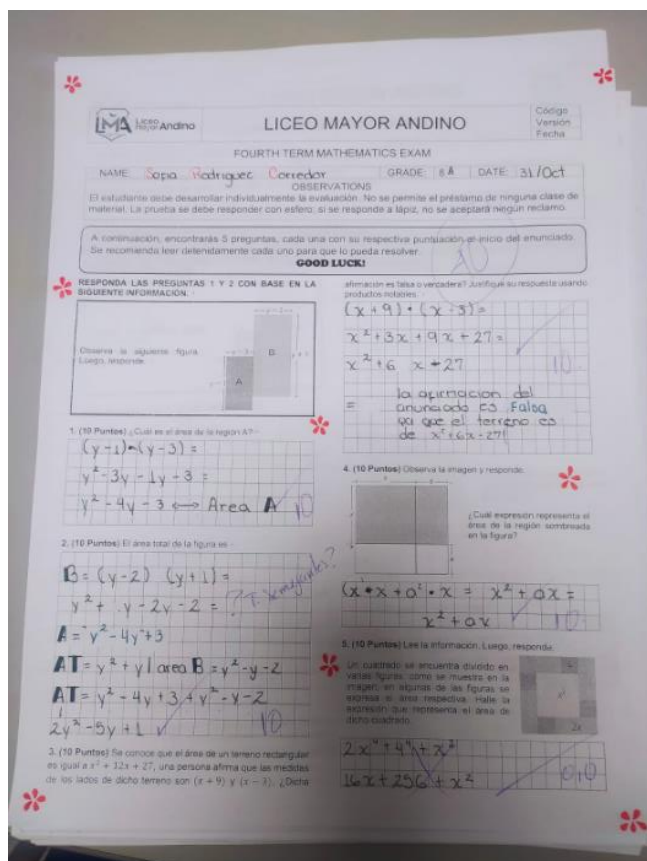 LMA Liceo Mayor Andino
LICEO MAYOR ANDINO
Código
Versión
Fecha
FOURTH TERM MATHEMATICS EXAM
NAME: Sopia Rodriguez Corredor GRADE: 8A DATE: 31/Oct
OBSERVATIONS
El estudiante debe desarrollar individualmente la evaluación. No se permite el préstamo de ninguna clase de
material. La prueba se debe responder con esfero; si se responde a lápiz, no se aceptará ningún reclamo.
A continuación, encontrarás 5 preguntas, cada una con su respectiva puntuación al inicio del enunciado.
Se recomienda leer detenidamente cada uno para que lo pueda resolver.
GOOD LUCK!
RESPONDA LAS PREGUNTAS 1 Y 2 CON BASE EN LA
SIGUIENTE INFORMACIÓN.
Observa la siguiente figura.
Luego, responde.
A
B
1. (10 Puntos) ¿Cuál es el área de la región A?
(y-1)•(y-3) =
y²-3y-1y+3 =
y²-4y-3 ⟷ Area A
10
2. (10 Puntos) El área total de la figura es
B = (y-2) (y+1) =
y² + y - 2y - 2 = ? T. Semejantes?
A = y² - 4y + 3
AT = y² + y | area B = y² - y - 2
AT = y² - 4y + 3 + y² - y - 2
2y² - 5y + 1
10
3. (10 Puntos) Se conoce que el área de un terreno rectangular
es igual a x² + 12x + 27, una persona afirma que las medidas
de los lados de dicho terreno son (x + 9) y (x − 3). ¿Dicha
afirmación es falsa o verdadera? Justifique su respuesta usando
productos notables.
(x+9)•(x-3) =
x² + 3x + 9x + 27 =
x² + 6 x + 27
10
= la afirmacion del
anunciado es Falsa
ya que el terreno es
de x²+6x-27!
4. (10 Puntos) Observa la imagen y responde.
¿Cuál expresión representa el
área de la región sombreada
en la figura?
(x•x + a•x = x² + ax =
x² + ax
10
5. (10 Puntos) Lee la información. Luego, responde.
Un cuadrado se encuentra dividido en
varias figuras, como se muestra en la
imagen, en algunas de las figuras se
expresa el área respectiva. Halle la
expresión que representa el área de
dicho cuadrado.
x²
2x
2x⁴ + 4⁴ + x²
16x + 256 + x²
0,0